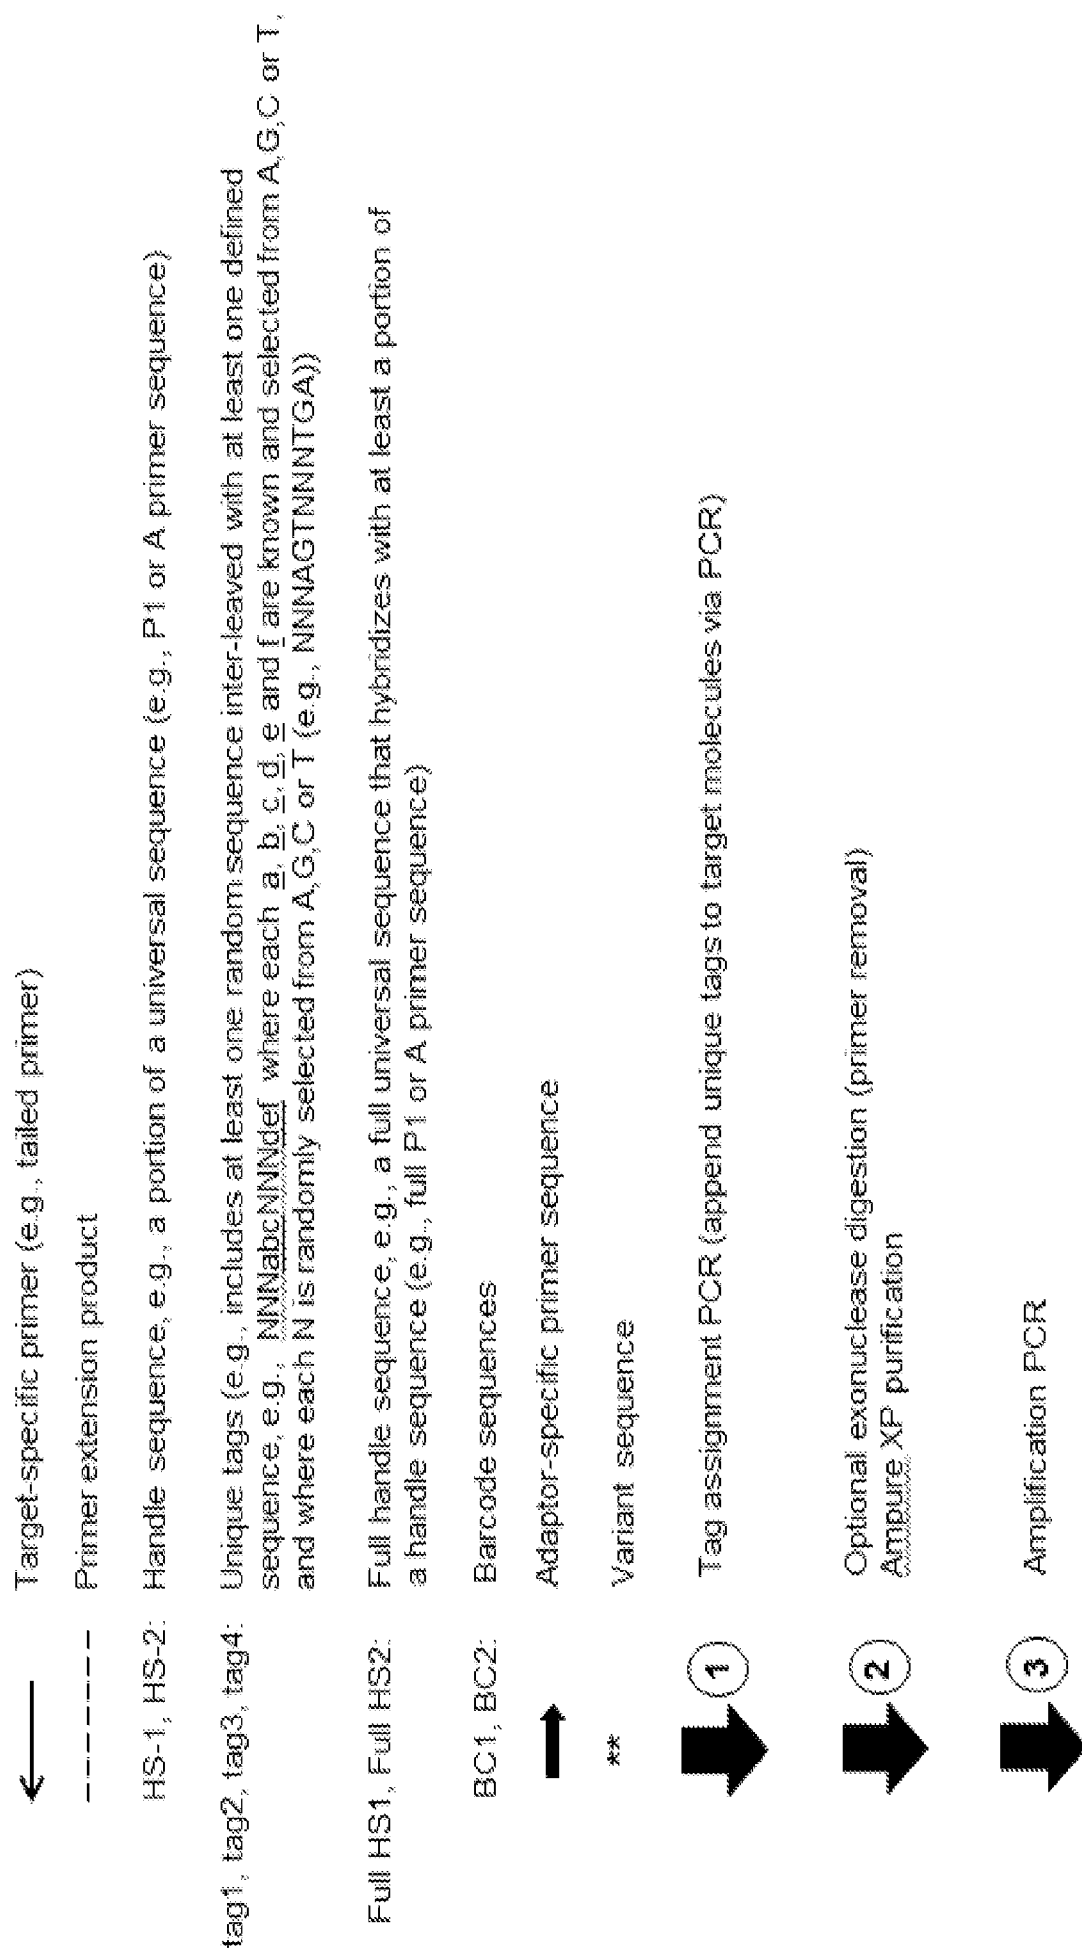 Target-specific primer (e.g., tailed primer)
Primer extension product
HS-1, HS-2: Handle sequence, e.g., a portion of a universal sequence (e.g., P1 or A primer sequence)
tag1, tag2, tag3, tag4: Unique tags (e.g., includes at least one random sequence inter-leaved with at least one defined
sequence, e.g., NNNabcNNNdef where each a, b, c, d, e and f are known and selected from A,G,C or T,
and where each N is randomly selected from A,G,C or T (e.g., NNNAGTNNNTGA))
Full HS1, Full HS2: Full handle sequence, e.g., a full universal sequence that hybridizes with at least a portion of
a handle sequence (e.g., full P1 or A primer sequence)
BC1, BC2: Barcode sequences
Adaptor-specific primer sequence
** Variant sequence
1 Tag assignment PCR (append unique tags to target molecules via PCR)
2 Optional exonuclease digestion (primer removal)
Ampure XP purification
3 Amplification PCR